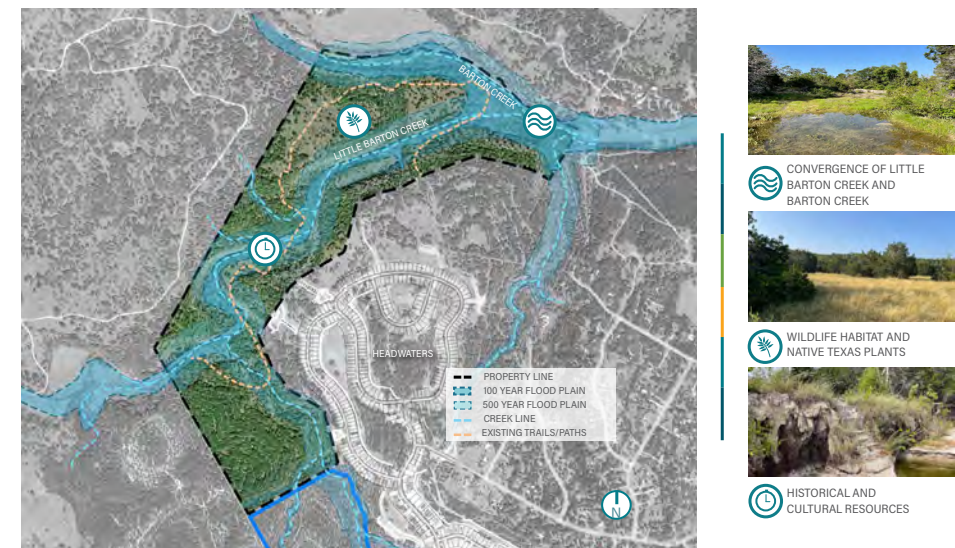 BARTON CREEK
LITTLE BARTON CREEK
HEADWATERS
PROPERTY LINE
100 YEAR FLOOD PLAIN
500 YEAR FLOOD PLAIN
CREEK LINE
EXISTING TRAILS/PATHS
N
CONVERGENCE OF LITTLE
BARTON CREEK AND
BARTON CREEK
WILDLIFE HABITAT AND
NATIVE TEXAS PLANTS
HISTORICAL AND
CULTURAL RESOURCES